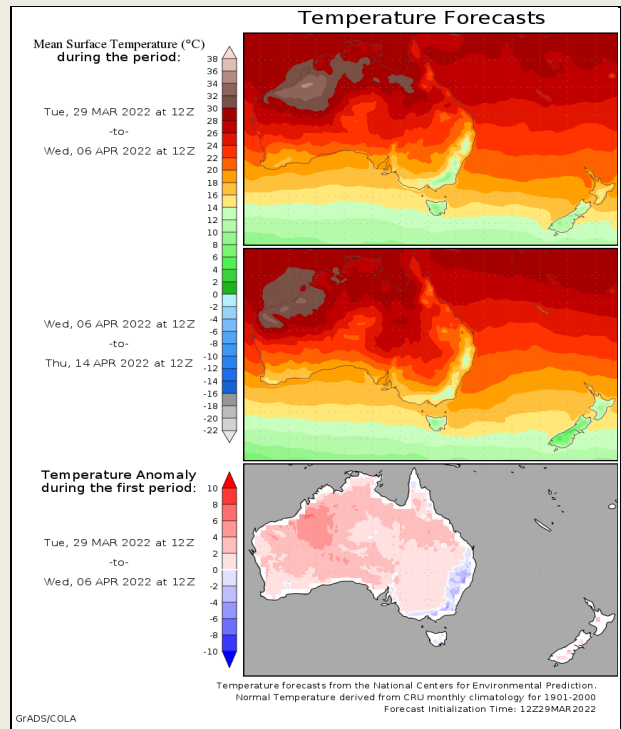 Temperature Forecasts
Mean Surface Temperature (°C)
during the period:
38
36
34
32
30
28
26
24
22
20
18
16
14
12
10
8
6
4
2
0
-2
-4
-6
-8
-10
-12
-14
-16
-18
-20
-22
Tue, 29 MAR 2022 at 12Z
-to-
Wed, 06 APR 2022 at 12Z
Wed, 06 APR 2022 at 12Z
-to-
Thu, 14 APR 2022 at 12Z
Temperature Anomaly
during the first period:
10
8
6
4
2
0
-2
-4
-6
-8
-10
Tue, 29 MAR 2022 at 12Z
-to-
Wed, 06 APR 2022 at 12Z
Temperature forecasts from the National Centers for Environmental Prediction.
Normal Temperature derived from CRU monthly climatology for 1901-2000
Forecast Initialization Time: 12Z29MAR2022
GrADS/COLA